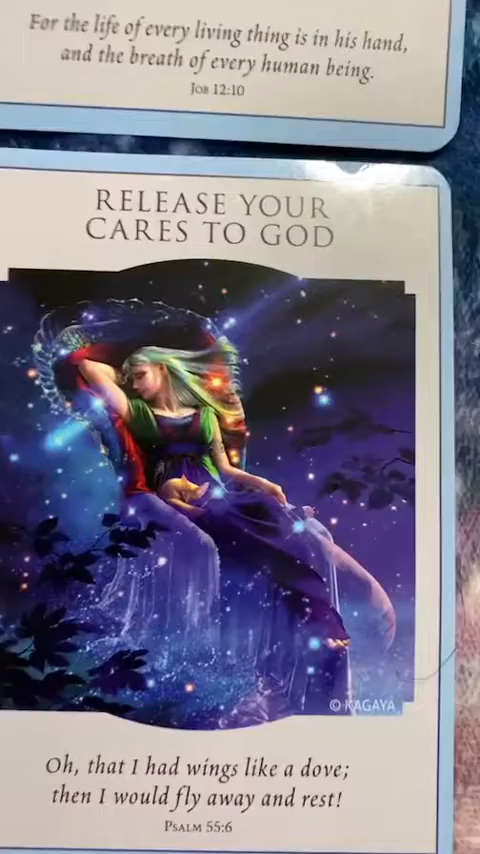 For the life of every living thing is in his hand,
and the breath of every human being.
Job 12:10
RELEASE YOUR
CARES TO GOD
© KAGAYA
Oh, that I had wings like a dove;
then I would fly away and rest!
Psalm 55:6